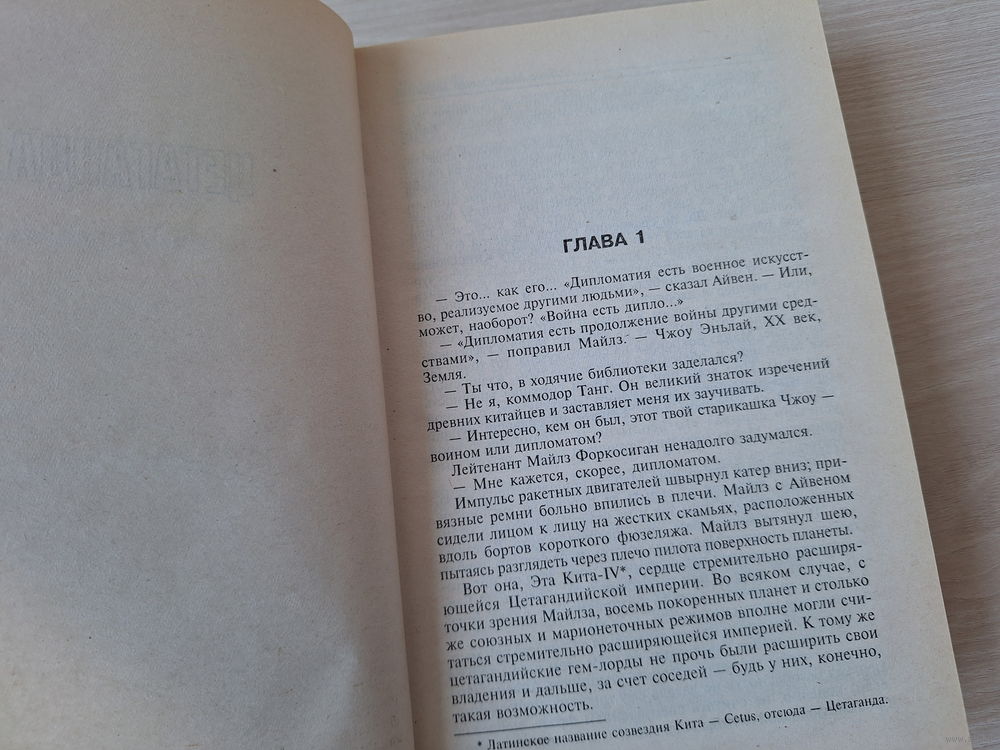 ГЛАВА 1
— Это... как его... «Дипломатия есть военное искусст-
во, реализуемое другими людьми», — сказал Айвен. — Или,
может, наоборот? «Война есть дипло...»
— «Дипломатия есть продолжение войны другими сред-
ствами», — поправил Майлз. — Чжоу Эньлай, XX век,
Земля.
— Ты что, в ходячие библиотеки заделался?
— Не я, коммодор Танг. Он великий знаток изречений
древних китайцев и заставляет меня их заучивать.
— Интересно, кем он был, этот твой старикашка Чжоу —
воином или дипломатом?
Лейтенант Майлз Форкосиган ненадолго задумался.
— Мне кажется, скорее, дипломатом.
Импульс ракетных двигателей швырнул катер вниз; при-
вязные ремни больно впились в плечи. Майлз с Айвеном
сидели лицом к лицу на жестких скамьях, расположенных
вдоль бортов короткого фюзеляжа. Майлз вытянул шею,
пытаясь разглядеть через плечо пилота поверхность планеты.
Вот она, Эта Кита-IV*, сердце стремительно расширя-
ющейся Цетагандийской империи. Во всяком случае, с
точки зрения Майлза, восемь покоренных планет и столько
же союзных и марионеточных режимов вполне могли счи-
таться стремительно расширяющейся империей. К тому же
цетагандийские гем-лорды не прочь были расширить свои
владения и дальше, за счет соседей — будь у них, конечно,
такая возможность.
* Латинское название созвездия Кита — Cetus, отсюда — Цетаганда.